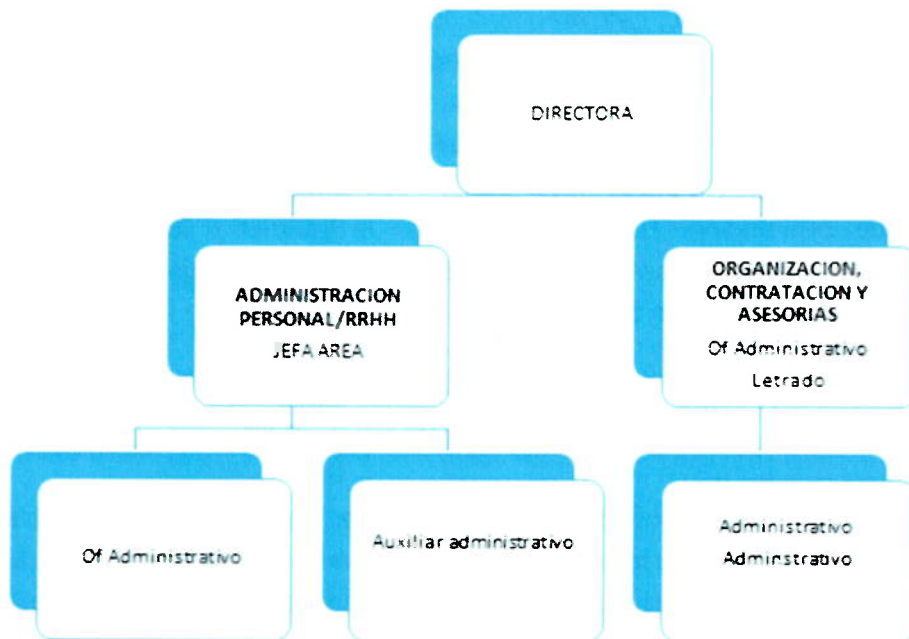 DIRECTORA
ADMINISTRACION
PERSONAL/RRHH
JEFA AREA
ORGANIZACION,
CONTRATACION Y
ASESORIAS
Of Administrativo
Letrado
Of Administrativo
Auxiliar administrativo
Administrativo
Adminstrativo